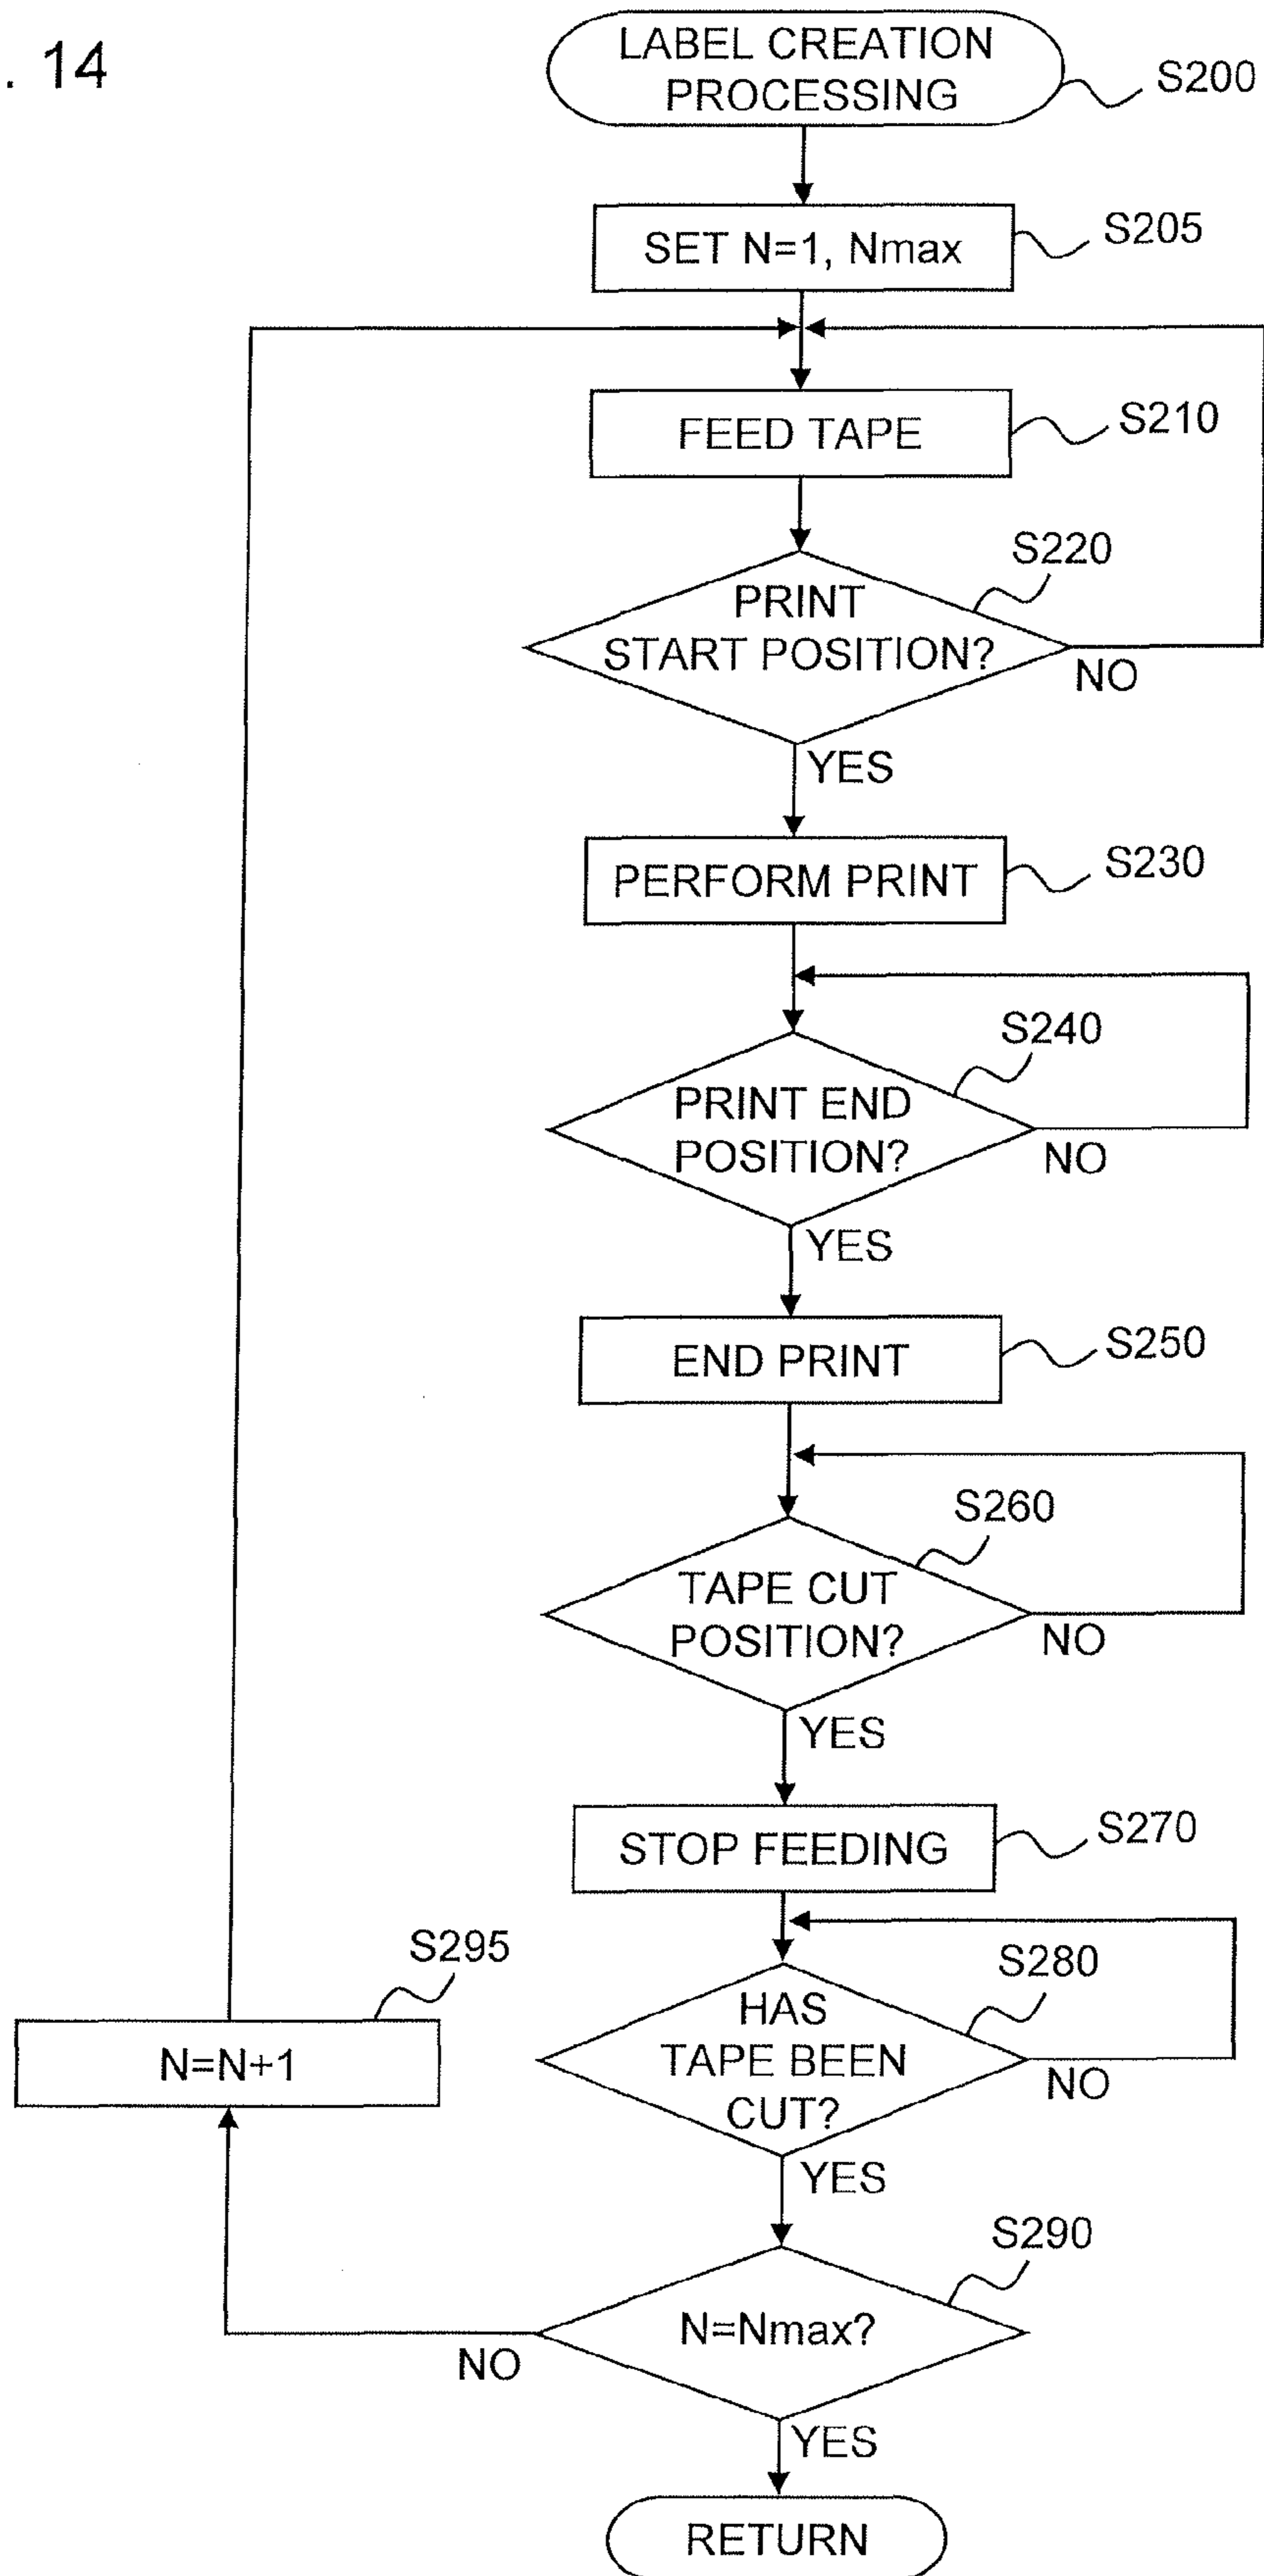 . 14
LABEL CREATION
PROCESSING
S200
SET N=1, Nmax
S205
FEED TAPE
S210
S220
PRINT
START POSITION?
NO
YES
PERFORM PRINT
S230
S240
PRINT END
POSITION?
NO
YES
END PRINT
S250
S260
TAPE CUT
POSITION?
NO
YES
STOP FEEDING
S270
S295
N=N+1
S280
HAS
TAPE BEEN
CUT?
NO
YES
S290
N=Nmax?
NO
YES
RETURN